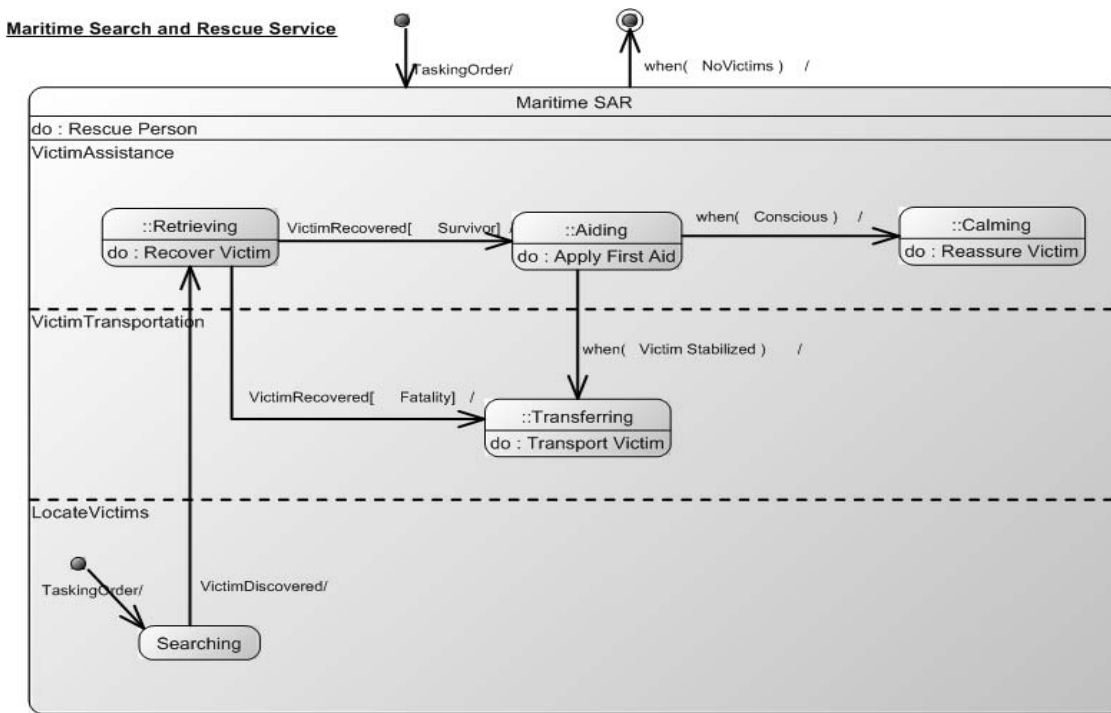 Maritime Search and Rescue Service
TaskingOrder/
when( NoVictims ) /
Maritime SAR
do : Rescue Person
VictimAssistance
::Retrieving
do : Recover Victim
VictimRecovered[ Survivor] /
::Aiding
do : Apply First Aid
when( Conscious ) /
::Calming
do : Reassure Victim
VictimTransportation
when( Victim Stabilized ) /
VictimRecovered[ Fatality] /
::Transferring
do : Transport Victim
LocateVictims
TaskingOrder/
VictimDiscovered/
Searching